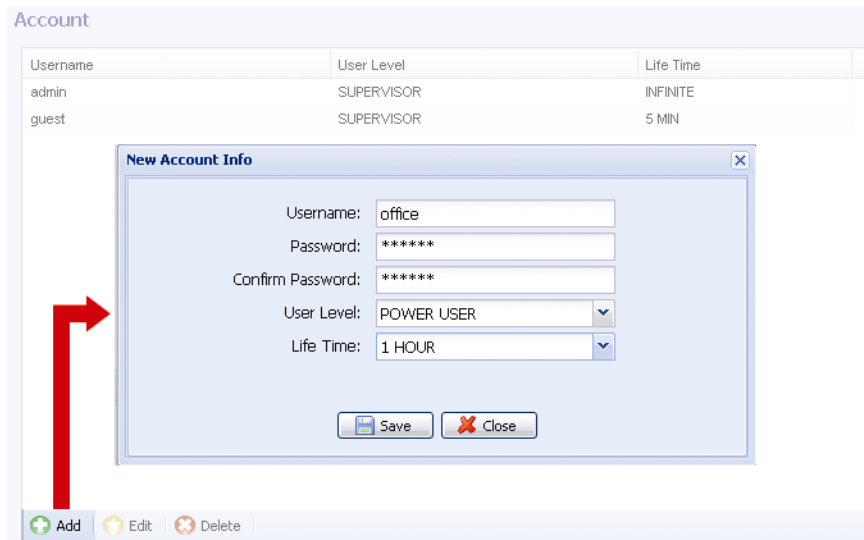 Account
Username User Level Life Time
admin SUPERVISOR INFINITE
guest SUPERVISOR 5 MIN
New Account Info
Username: office
Password: ******
Confirm Password: ******
User Level: POWER USER
Life Time: 1 HOUR
Save Close
Add Edit Delete